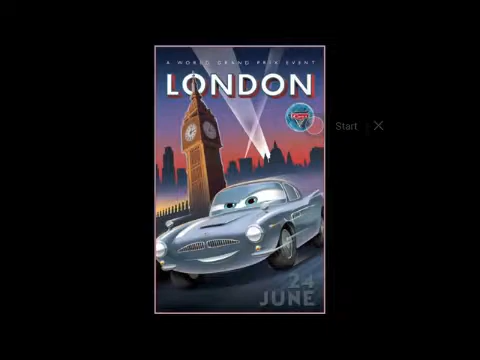 A WORLD GRAND PRIX EVENT
LONDON
Start
24
JUNE